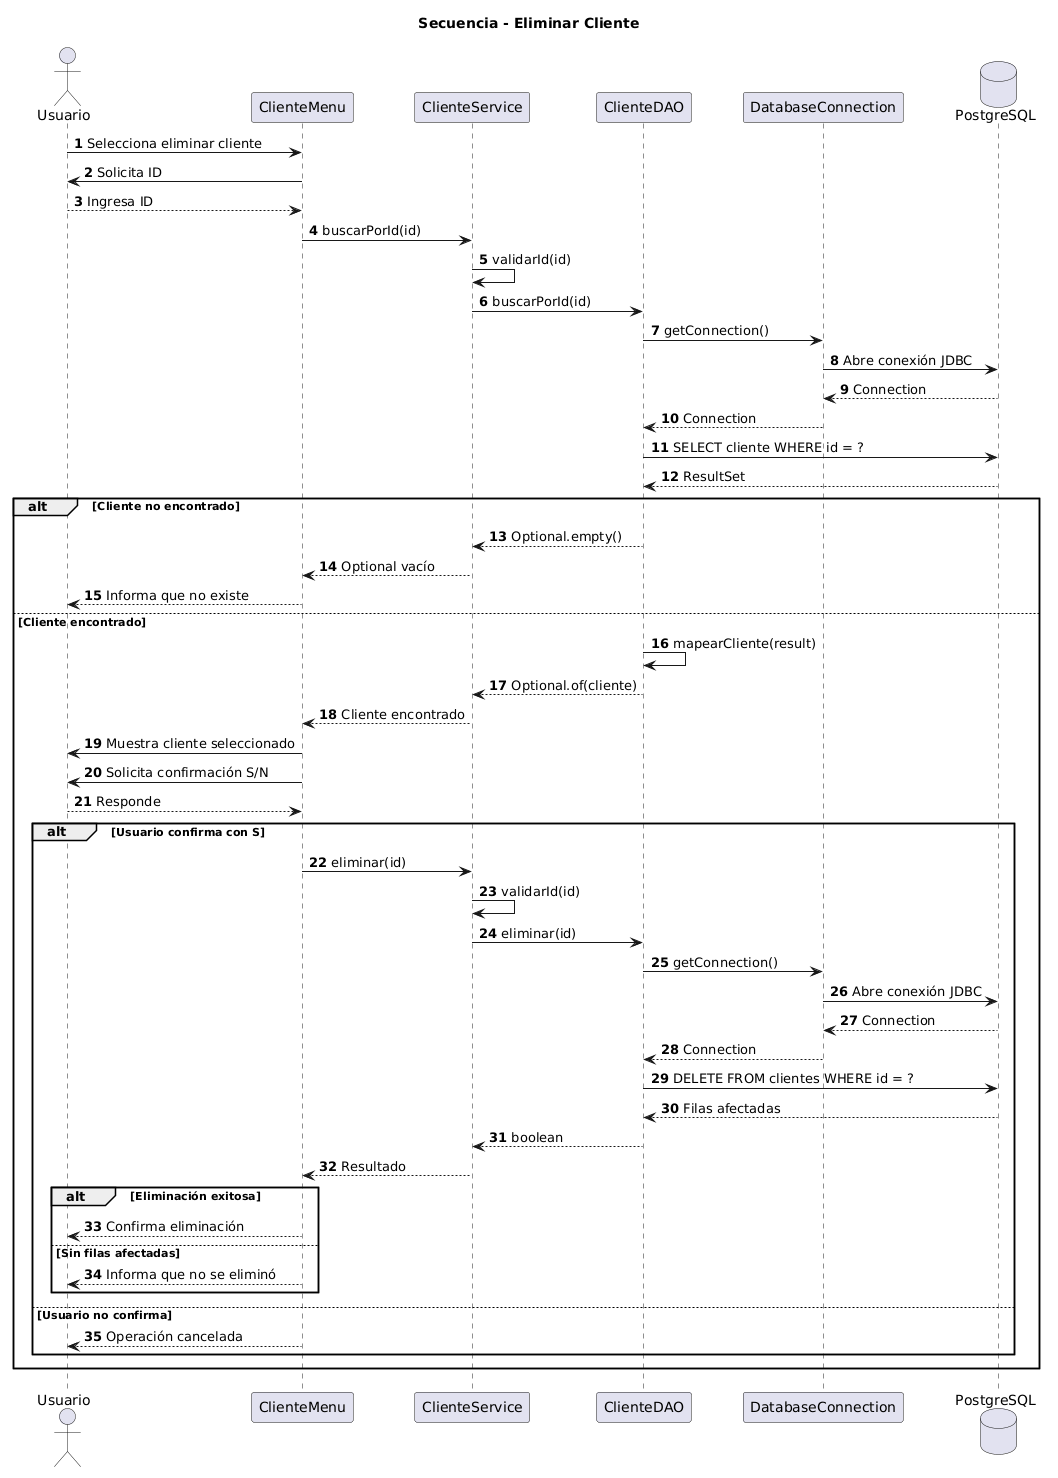 Secuencia - Eliminar Cliente
Usuario
ClienteMenu
ClienteService
ClienteDAO
DatabaseConnection
PostgreSQL
1 Selecciona eliminar cliente
2 Solicita ID
3 Ingresa ID
4 buscarPorId(id)
5 validarId(id)
6 buscarPorId(id)
7 getConnection()
8 Abre conexión JDBC
9 Connection
10 Connection
11 SELECT cliente WHERE id = ?
12 ResultSet
alt [Cliente no encontrado]
13 Optional.empty()
14 Optional vacío
15 Informa que no existe
[Cliente encontrado]
16 mapearCliente(result)
17 Optional.of(cliente)
18 Cliente encontrado
19 Muestra cliente seleccionado
20 Solicita confirmación S/N
21 Responde
alt [Usuario confirma con S]
22 eliminar(id)
23 validarId(id)
24 eliminar(id)
25 getConnection()
26 Abre conexión JDBC
27 Connection
28 Connection
29 DELETE FROM clientes WHERE id = ?
30 Filas afectadas
31 boolean
32 Resultado
alt [Eliminación exitosa]
33 Confirma eliminación
[Sin filas afectadas]
34 Informa que no se eliminó
[Usuario no confirma]
35 Operación cancelada
Usuario
ClienteMenu
ClienteService
ClienteDAO
DatabaseConnection
PostgreSQL